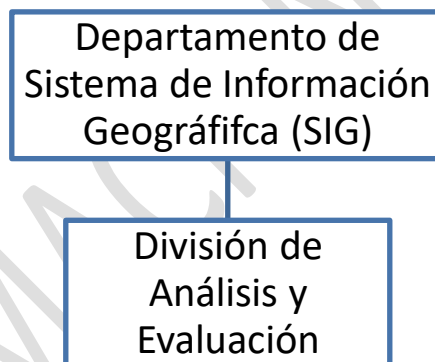 Departamento de
Sistema de Información
Geográfifca (SIG)
División de
Análisis y
Evaluación